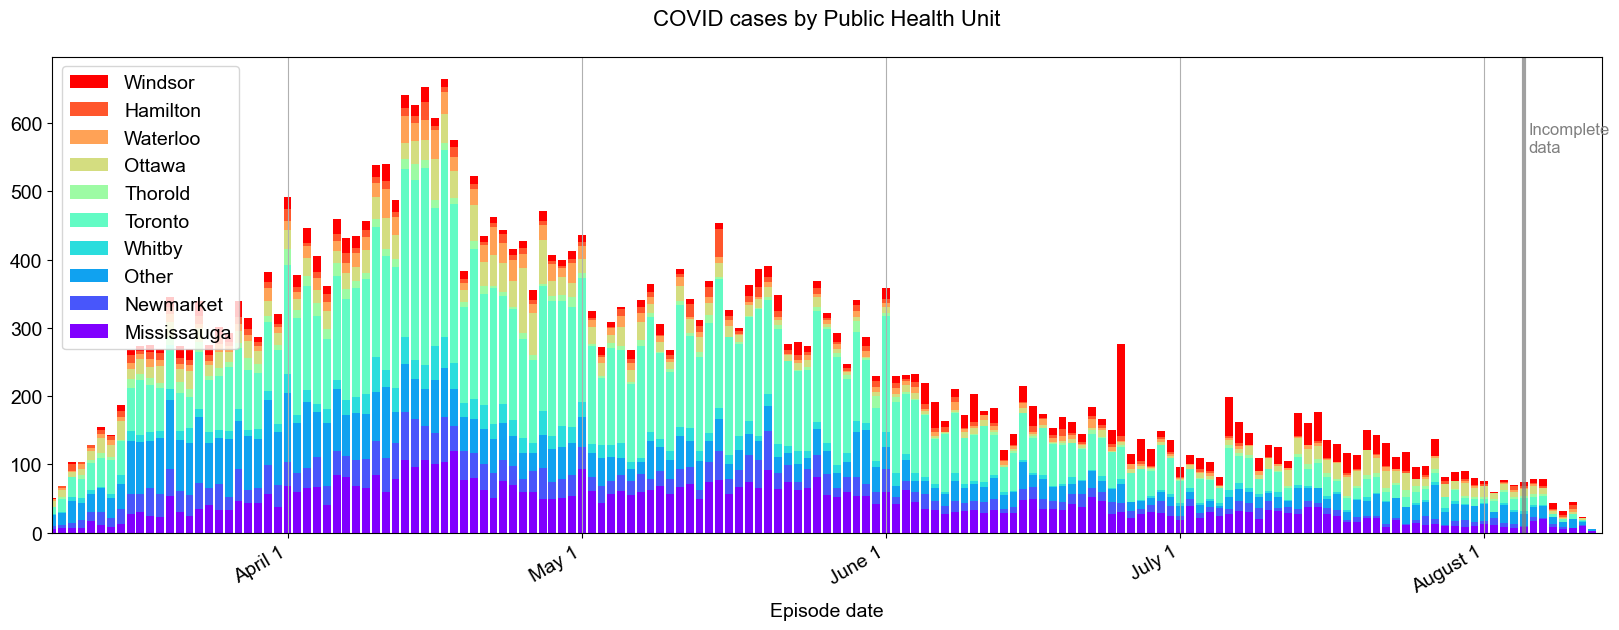 COVID cases by Public Health Unit
Windsor
Hamilton
Waterloo
Ottawa
Thorold
Toronto
Whitby
Other
Newmarket
Mississauga
600
500
400
300
200
100
0
Incomplete
data
April 1
May 1
June 1
July 1
August 1
Episode date